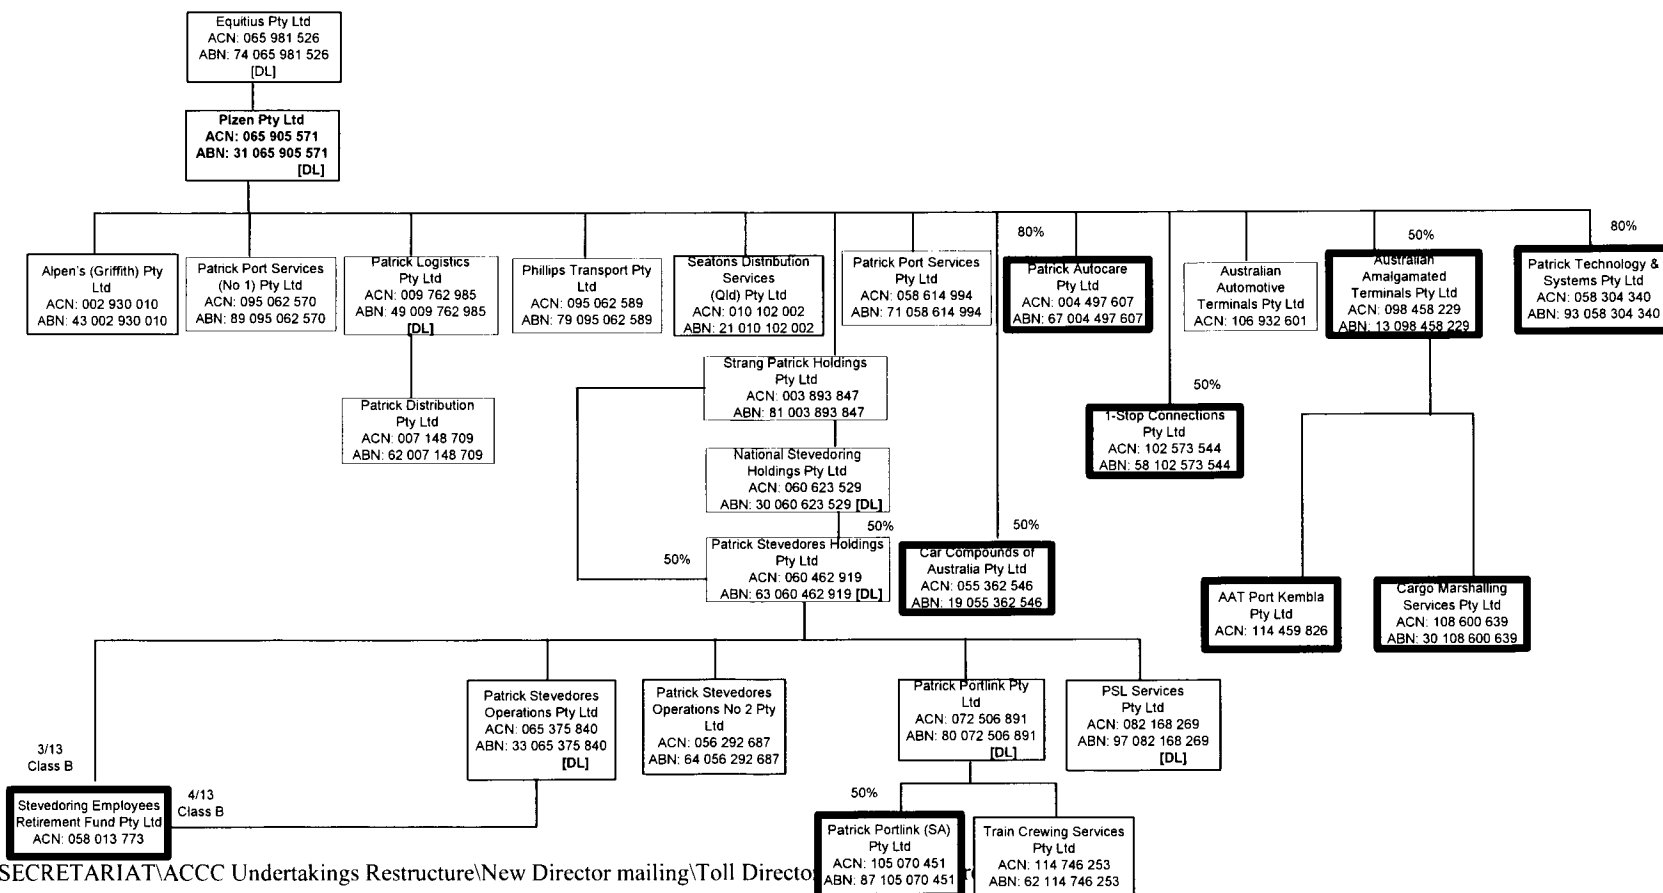 Equitius Pty Ltd
ACN: 065 981 526
ABN: 74 065 981 526
[DL]
Plzen Pty Ltd
ACN: 065 905 571
ABN: 31 065 905 571
[DL]
Alpen's (Griffith) Pty
Ltd
ACN: 002 930 010
ABN: 43 002 930 010
Patrick Port Services
(No 1) Pty Ltd
ACN: 095 062 570
ABN: 89 095 062 570
Patrick Logistics
Pty Ltd
ACN: 009 762 985
ABN: 49 009 762 985
[DL]
Phillips Transport Pty
Ltd
ACN: 095 062 589
ABN: 79 095 062 589
Seatons Distribution
Services
(Qld) Pty Ltd
ACN: 010 102 002
ABN: 21 010 102 002
Patrick Port Services
Pty Ltd
ACN: 058 614 994
ABN: 71 058 614 994
80%
Patrick Autocare
Pty Ltd
ACN: 004 497 607
ABN: 67 004 497 607
Australian
Automotive
Terminals Pty Ltd
ACN: 106 932 601
50%
Australian
Amalgamated
Terminals Pty Ltd
ACN: 098 458 229
ABN: 13 098 458 229
80%
Patrick Technology &
Systems Pty Ltd
ACN: 058 304 340
ABN: 93 058 304 340
Patrick Distribution
Pty Ltd
ACN: 007 148 709
ABN: 62 007 148 709
Strang Patrick Holdings
Pty Ltd
ACN: 003 893 847
ABN: 81 003 893 847
50%
1-Stop Connections
Pty Ltd
ACN: 102 573 544
ABN: 58 102 573 544
National Stevedoring
Holdings Pty Ltd
ACN: 060 623 529
ABN: 30 060 623 529 [DL]
50%
50%
Patrick Stevedores Holdings
Pty Ltd
ACN: 060 462 919
ABN: 63 060 462 919 [DL]
50%
Car Compounds of
Australia Pty Ltd
ACN: 055 362 546
ABN: 19 055 362 546
AAT Port Kembla
Pty Ltd
ACN: 114 459 826
Cargo Marshalling
Services Pty Ltd
ACN: 108 600 639
ABN: 30 108 600 639
Patrick Stevedores
Operations Pty Ltd
ACN: 065 375 840
ABN: 33 065 375 840
[DL]
Patrick Stevedores
Operations No 2 Pty
Ltd
ACN: 056 292 687
ABN: 64 056 292 687
Patrick Portlink Pty
Ltd
ACN: 072 506 891
ABN: 80 072 506 891
[DL]
PSL Services
Pty Ltd
ACN: 082 168 269
ABN: 97 082 168 269
[DL]
3/13
Class B
4/13
Class B
Stevedoring Employees
Retirement Fund Pty Ltd
ACN: 058 013 773
50%
Patrick Portlink (SA)
Pty Ltd
ACN: 105 070 451
ABN: 87 105 070 451
Train Crewing Services
Pty Ltd
ACN: 114 746 253
ABN: 62 114 746 253
SECRETARIAT\ACCC Undertakings Restructure\New Director mailing\Toll